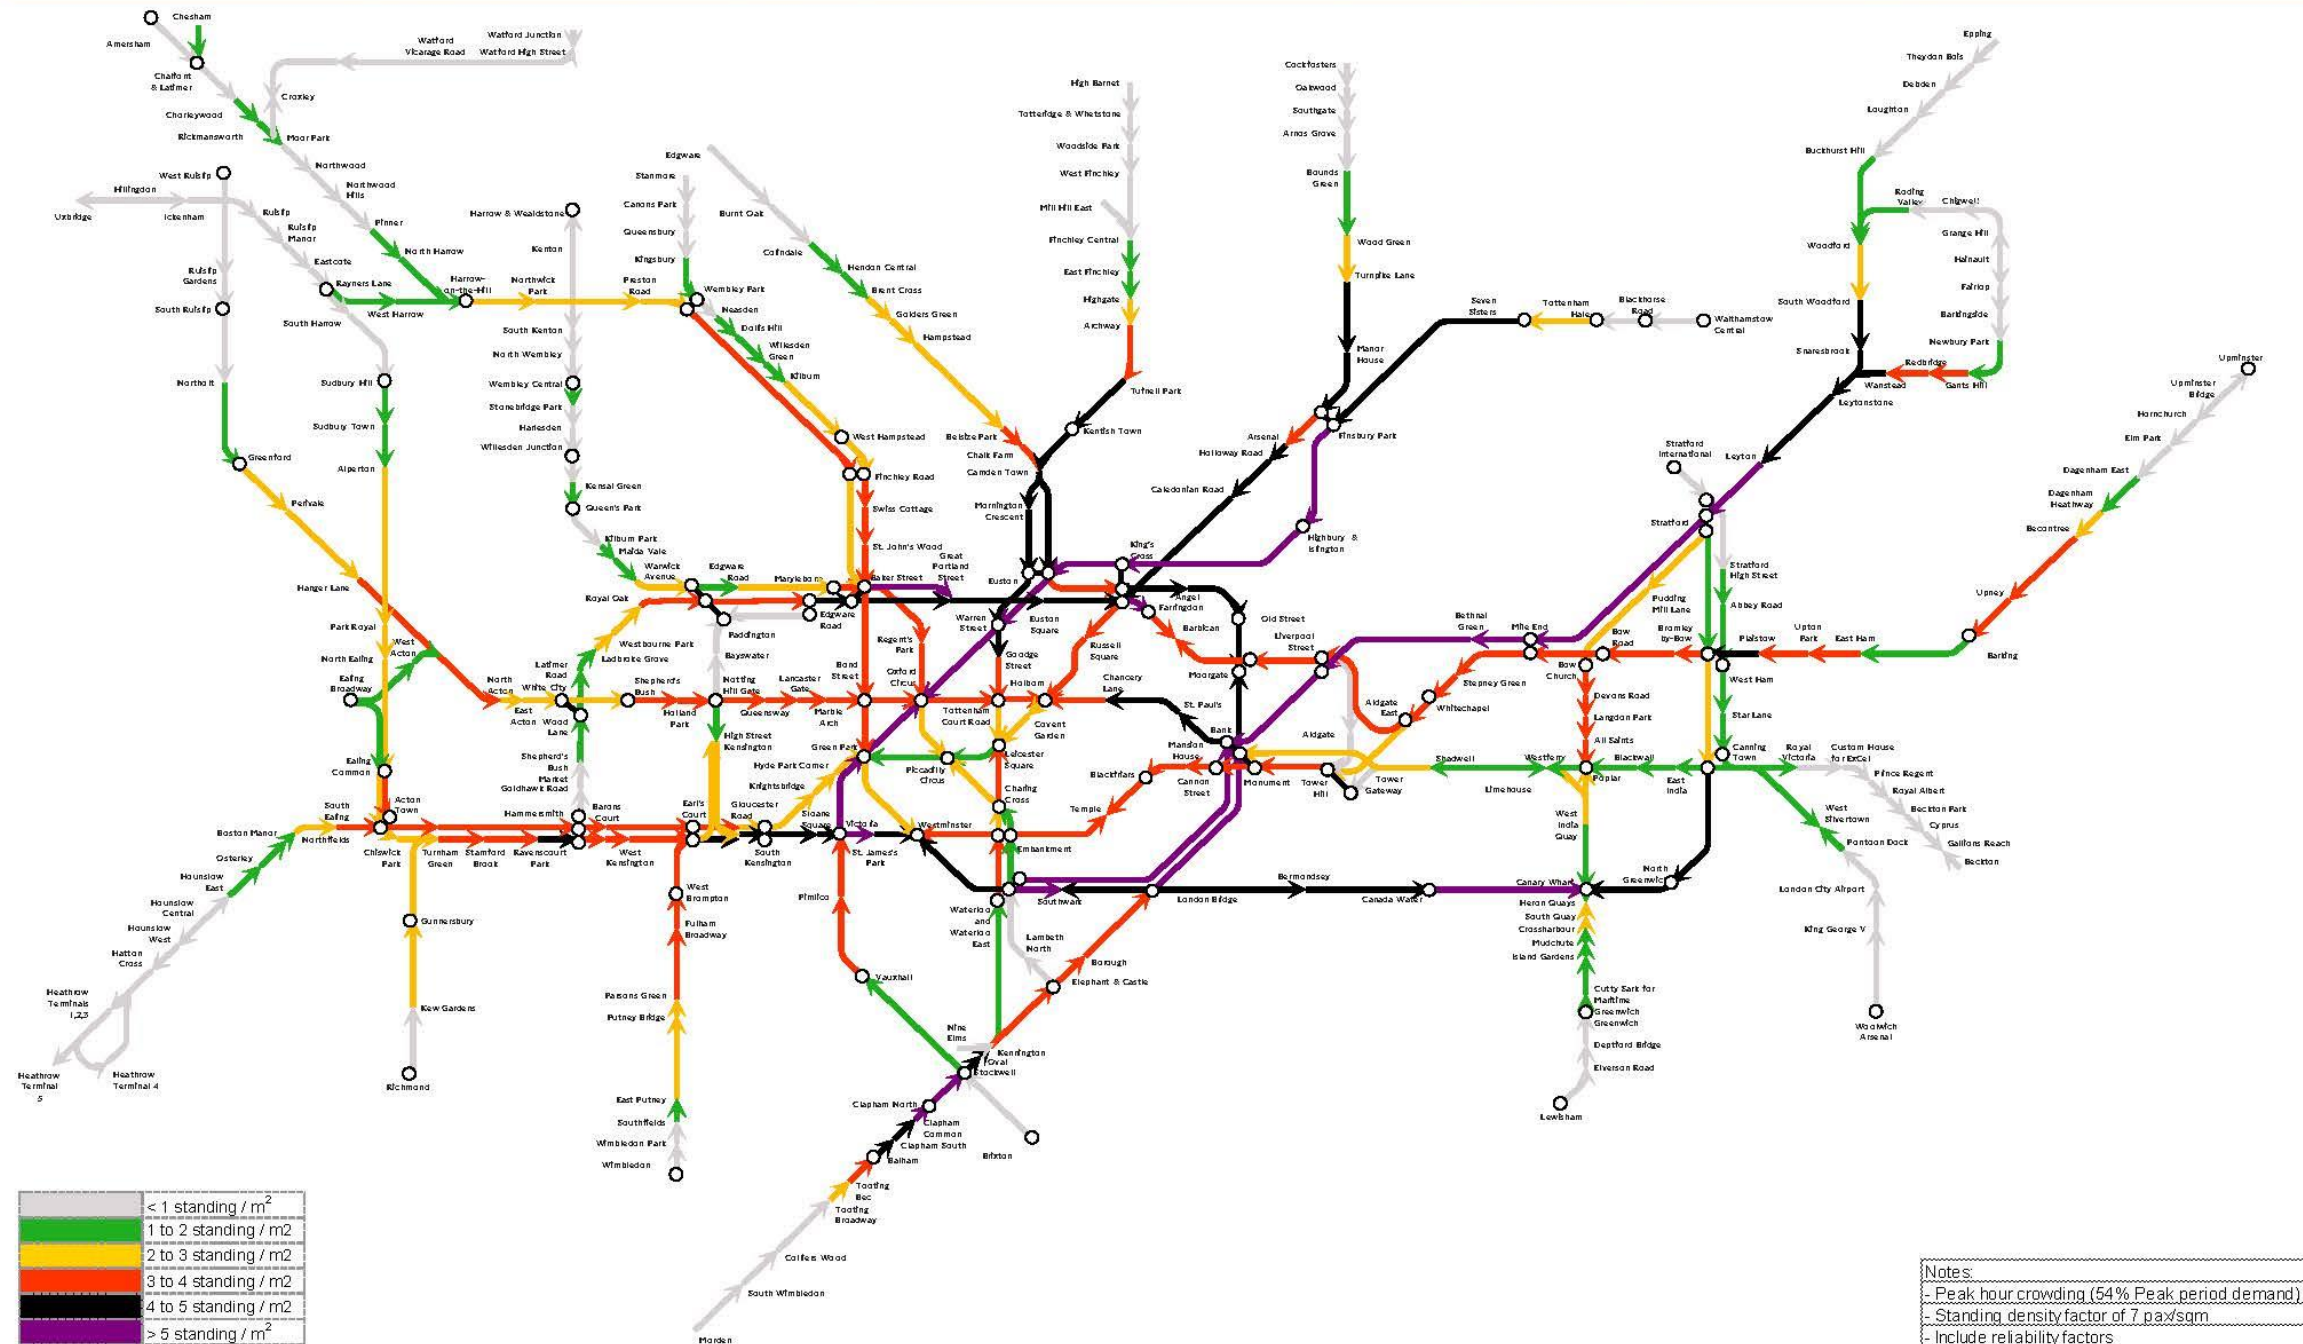 Chesham
Amersham
Chalfont
& Latimer
Chorleywood
Rickmansworth
Watford
Vicarage Road
Watford Junction
Watford High Street
Croxley
Moor Park
Northwood
Northwood
Hills
Pinner
North Harrow
West Ruislip
Hillingdon
Uxbridge
Ickenham
Ruislip
Ruislip
Manor
Eastcote
Rayners Lane
West Harrow
Harrow-
on-the-Hill
Northwick
Park
Preston
Road
Ruislip
Gardens
South Ruislip
South Harrow
Northolt
Sudbury Hill
Sudbury Town
Alperton
Greenford
Perivale
Hanger Lane
Park Royal
North Ealing
West
Acton
Ealing
Broadway
Ealing
Common
South
Ealing
Acton
Town
Boston Manor
Northfields
Osterley
Hounslow
East
Hounslow
Central
Hounslow
West
Hatton
Cross
Heathrow
Terminals
1,2,3
Heathrow
Terminal
5
Heathrow
Terminal 4
Harrow & Wealdstone
Kenton
South Kenton
North Wembley
Wembley Central
Stonebridge Park
Harlesden
Willesden Junction
Kensal Green
Queen's Park
Kilburn Park
Maida Vale
Warwick
Avenue
Edgware
Road
Marylebone
Edgware
Stanmore
Canons Park
Queensbury
Kingsbury
Wembley Park
Neasden
Dollis Hill
Willesden
Green
Kilburn
West Hampstead
Finchley Road
Swiss Cottage
St. John's Wood
Baker Street
Great
Portland
Street
Burnt Oak
Colindale
Hendon Central
Brent Cross
Golders Green
Hampstead
Belsize Park
Chalk Farm
Camden Town
Mornington
Crescent
Euston
High Barnet
Totteridge & Whetstone
Woodside Park
West Finchley
Mill Hill East
Finchley Central
East Finchley
Highgate
Archway
Tufnell Park
Kentish Town
Cockfosters
Oakwood
Southgate
Arnos Grove
Bounds
Green
Wood Green
Turnpike Lane
Manor
House
Finsbury Park
Arsenal
Holloway Road
Caledonian Road
King's
Cross
Highbury &
Islington
Seven
Sisters
Tottenham
Hale
Blackhorse
Road
Walthamstow
Central
Epping
Theydon Bois
Debden
Loughton
Buckhurst Hill
Roding
Valley
Chigwell
Grange Hill
Hainault
Fairlop
Barkingside
Newbury Park
Woodford
South Woodford
Snaresbrook
Redbridge
Wanstead
Gants Hill
Leytonstone
Leyton
Stratford
International
Stratford
Stratford
High Street
Abbey Road
Pudding
Mill Lane
Bromley
by-Bow
Plaistow
Upton
Park
East Ham
Barking
Upney
Becontree
Dagenham
Heathway
Dagenham East
Elm Park
Hornchurch
Upminster
Bridge
Upminster
Royal Oak
Paddington
Edgware
Road
Westbourne Park
Ladbroke Grove
Latimer
Road
Bayswater
Regent's
Park
Warren
Street
Euston
Square
Goodge
Street
Russell
Square
Angel
Farringdon
Barbican
Old Street
Liverpool
Street
Moorgate
Bethnal
Green
Mile End
Bow
Road
Bow
Church
Stepney Green
Whitechapel
Aldgate
East
Aldgate
North
Acton
East
Acton
White City
Wood
Lane
Shepherd's
Bush
Holland
Park
Notting
Hill Gate
Queensway
Lancaster
Gate
Marble
Arch
Bond
Street
Oxford
Circus
Tottenham
Court Road
Holborn
Covent
Garden
Chancery
Lane
St. Paul's
Bank
Mansion
House
Cannon
Street
Monument
Tower
Hill
Tower
Gateway
Blackfriars
Temple
Shadwell
Limehouse
Westferry
Poplar
Blackwall
East
India
Devons Road
Langdon Park
All Saints
West Ham
Star Lane
Canning
Town
Royal
Victoria
Custom House
for ExCel
Prince Regent
Royal Albert
Beckton Park
Cyprus
Gallions Reach
Beckton
West
Silvertown
Pontoon Dock
London City Airport
King George V
Woolwich
Arsenal
Shepherd's
Bush
Market
Goldhawk Road
High Street
Kensington
Hyde Park Corner
Knightsbridge
Green Park
Piccadilly
Circus
Leicester
Square
Charing
Cross
Hammersmith
Barons
Court
Earl's
Court
Gloucester
Road
South
Kensington
Sloane
Square
Victoria
St. James's
Park
Westminster
Embankment
Chiswick
Park
Turnham
Green
Stamford
Brook
Ravenscourt
Park
West
Kensington
Gunnersbury
Kew Gardens
Richmond
West
Brompton
Fulham
Broadway
Parsons Green
Putney Bridge
East Putney
Southfields
Wimbledon Park
Wimbledon
Pimlico
Vauxhall
Waterloo
and
Waterloo
East
Lambeth
North
Southwark
London Bridge
Bermondsey
Canada Water
Canary Wharf
North
Greenwich
West
India
Quay
Heron Quays
South Quay
Crossharbour
Mudchute
Island Gardens
Cutty Sark for
Maritime
Greenwich
Greenwich
Deptford Bridge
Elverson Road
Lewisham
Borough
Elephant & Castle
Nine
Elms
Kennington
Oval
Stockwell
Brixton
Clapham North
Clapham
Common
Clapham South
Balham
Tooting
Bec
Tooting
Broadway
Colliers Wood
South Wimbledon
Morden
< 1 standing / m²
1 to 2 standing / m2
2 to 3 standing / m2
3 to 4 standing / m2
4 to 5 standing / m2
> 5 standing / m²
Notes:
- Peak hour crowding (54% Peak period demand)
- Standing density factor of 7 pax/sqm
- Include reliability factors